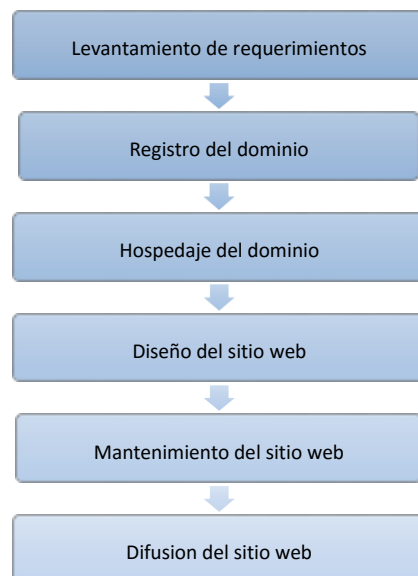 Levantamiento de requerimientos
Registro del dominio
Hospedaje del dominio
Diseño del sitio web
Mantenimiento del sitio web
Difusion del sitio web